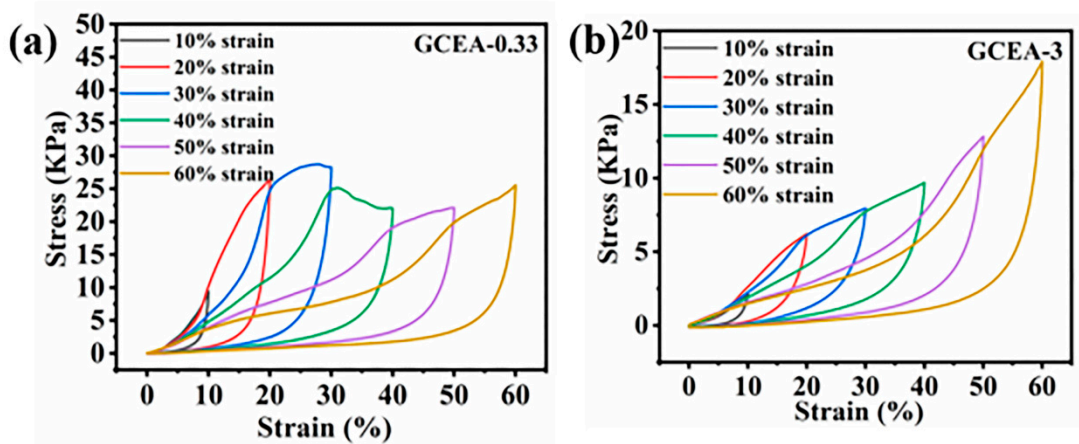 (a)
GCEA-0.33
10% strain
20% strain
30% strain
40% strain
50% strain
60% strain
50
45
40
35
30
25
20
15
10
5
0
Stress (KPa)
0 10 20 30 40 50 60
Strain (%)
(b)
GCEA-3
10% strain
20% strain
30% strain
40% strain
50% strain
60% strain
20
15
10
5
0
Stress (KPa)
0 10 20 30 40 50 60
Strain (%)